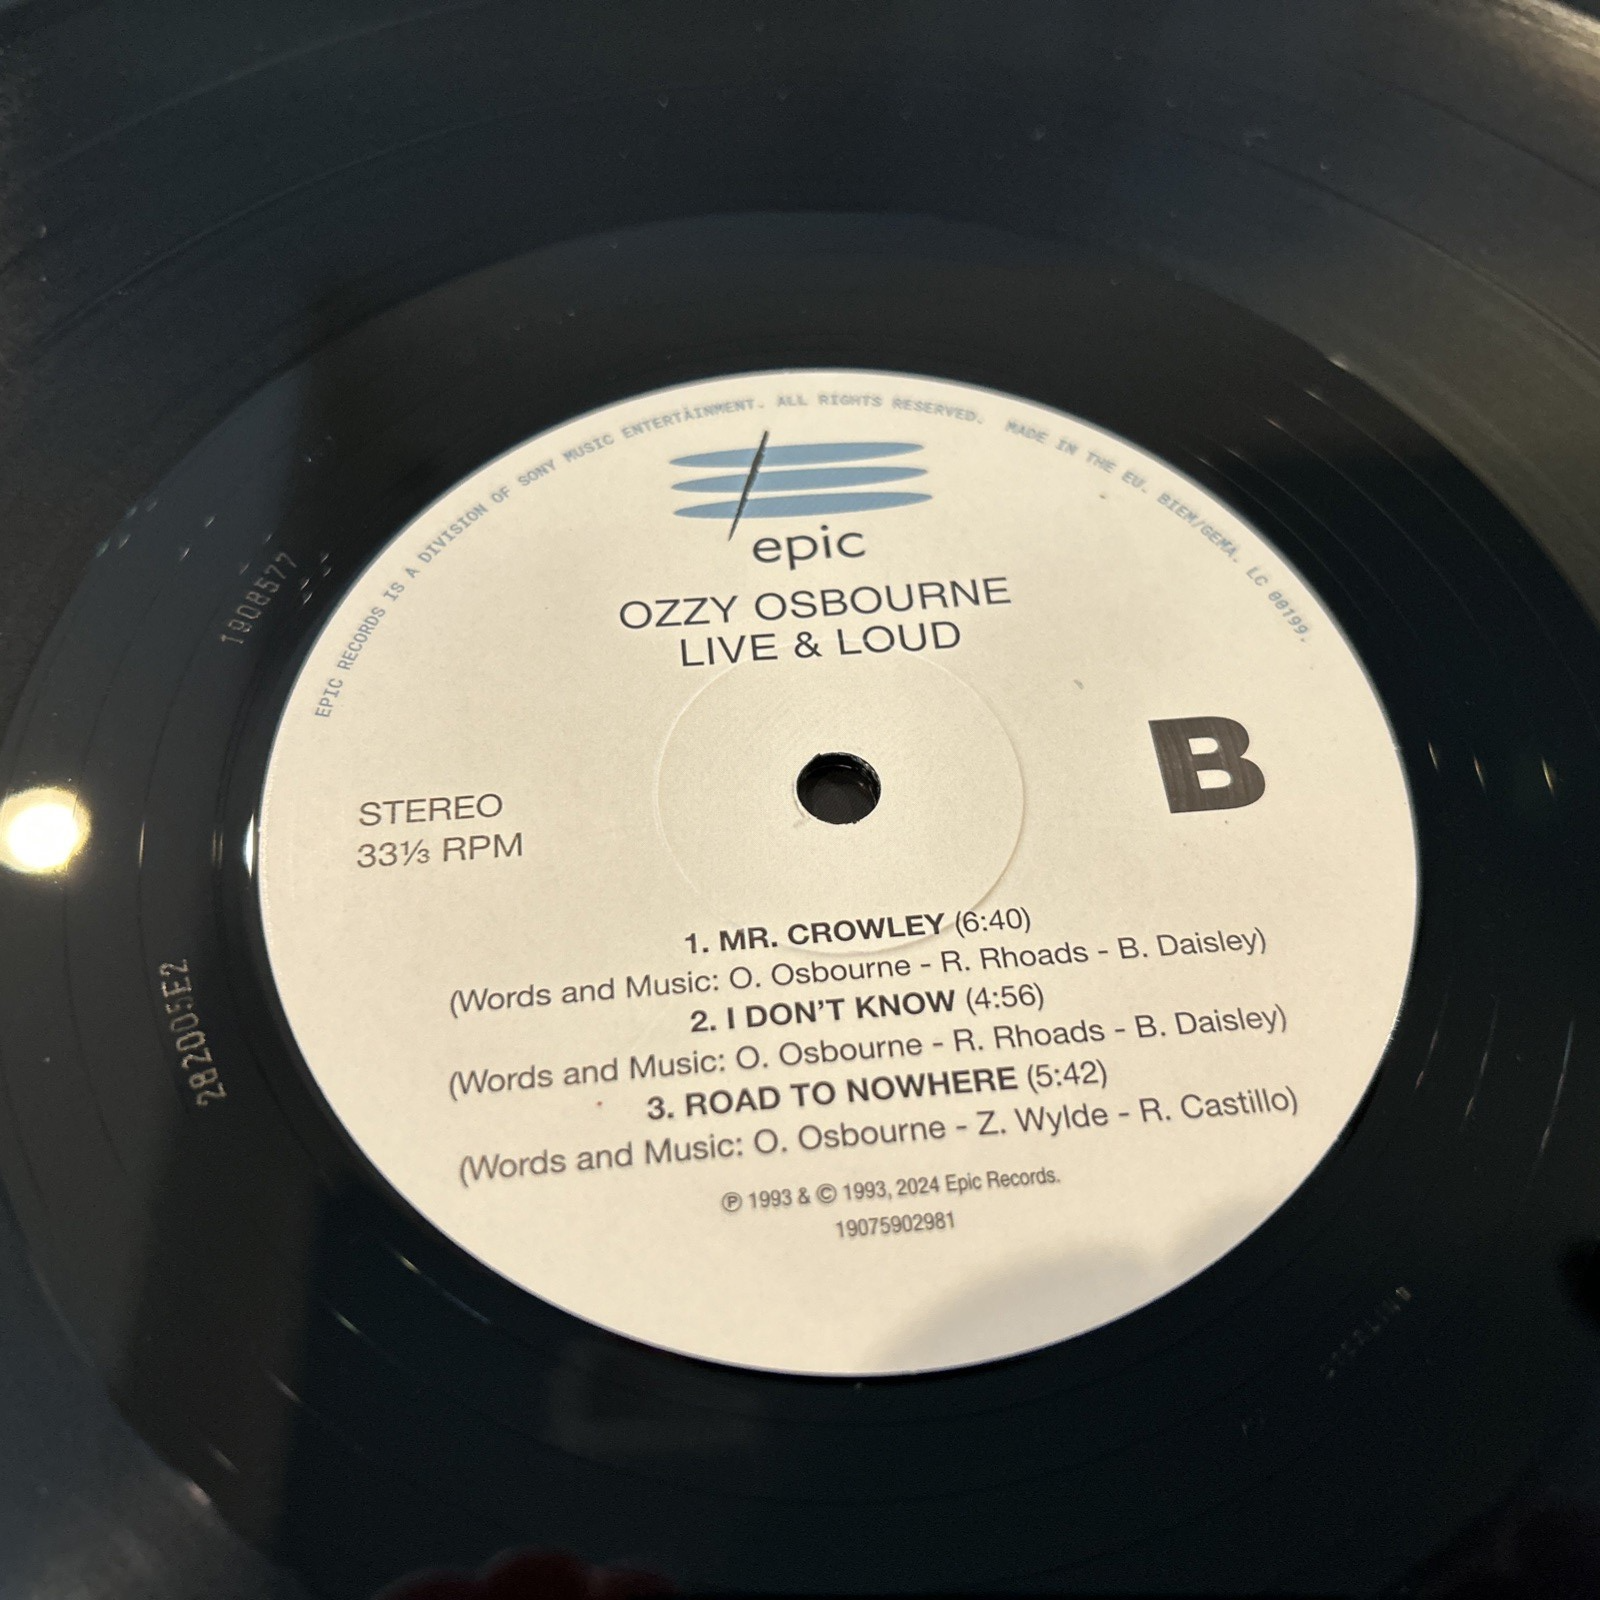 EPIC RECORDS IS A DIVISION OF SONY MUSIC ENTERTAINMENT. ALL RIGHTS RESERVED. MADE IN THE EU. BIEM/GEMA. LC 00199.
epic
OZZY OSBOURNE
LIVE & LOUD
B
STEREO
33⅓ RPM
1. MR. CROWLEY (6:40)
(Words and Music: O. Osbourne - R. Rhoads - B. Daisley)
2. I DON'T KNOW (4:56)
(Words and Music: O. Osbourne - R. Rhoads - B. Daisley)
3. ROAD TO NOWHERE (5:42)
(Words and Music: O. Osbourne - Z. Wylde - R. Castillo)
℗ 1993 & © 1993, 2024 Epic Records.
19075902981
1908577
282005E2